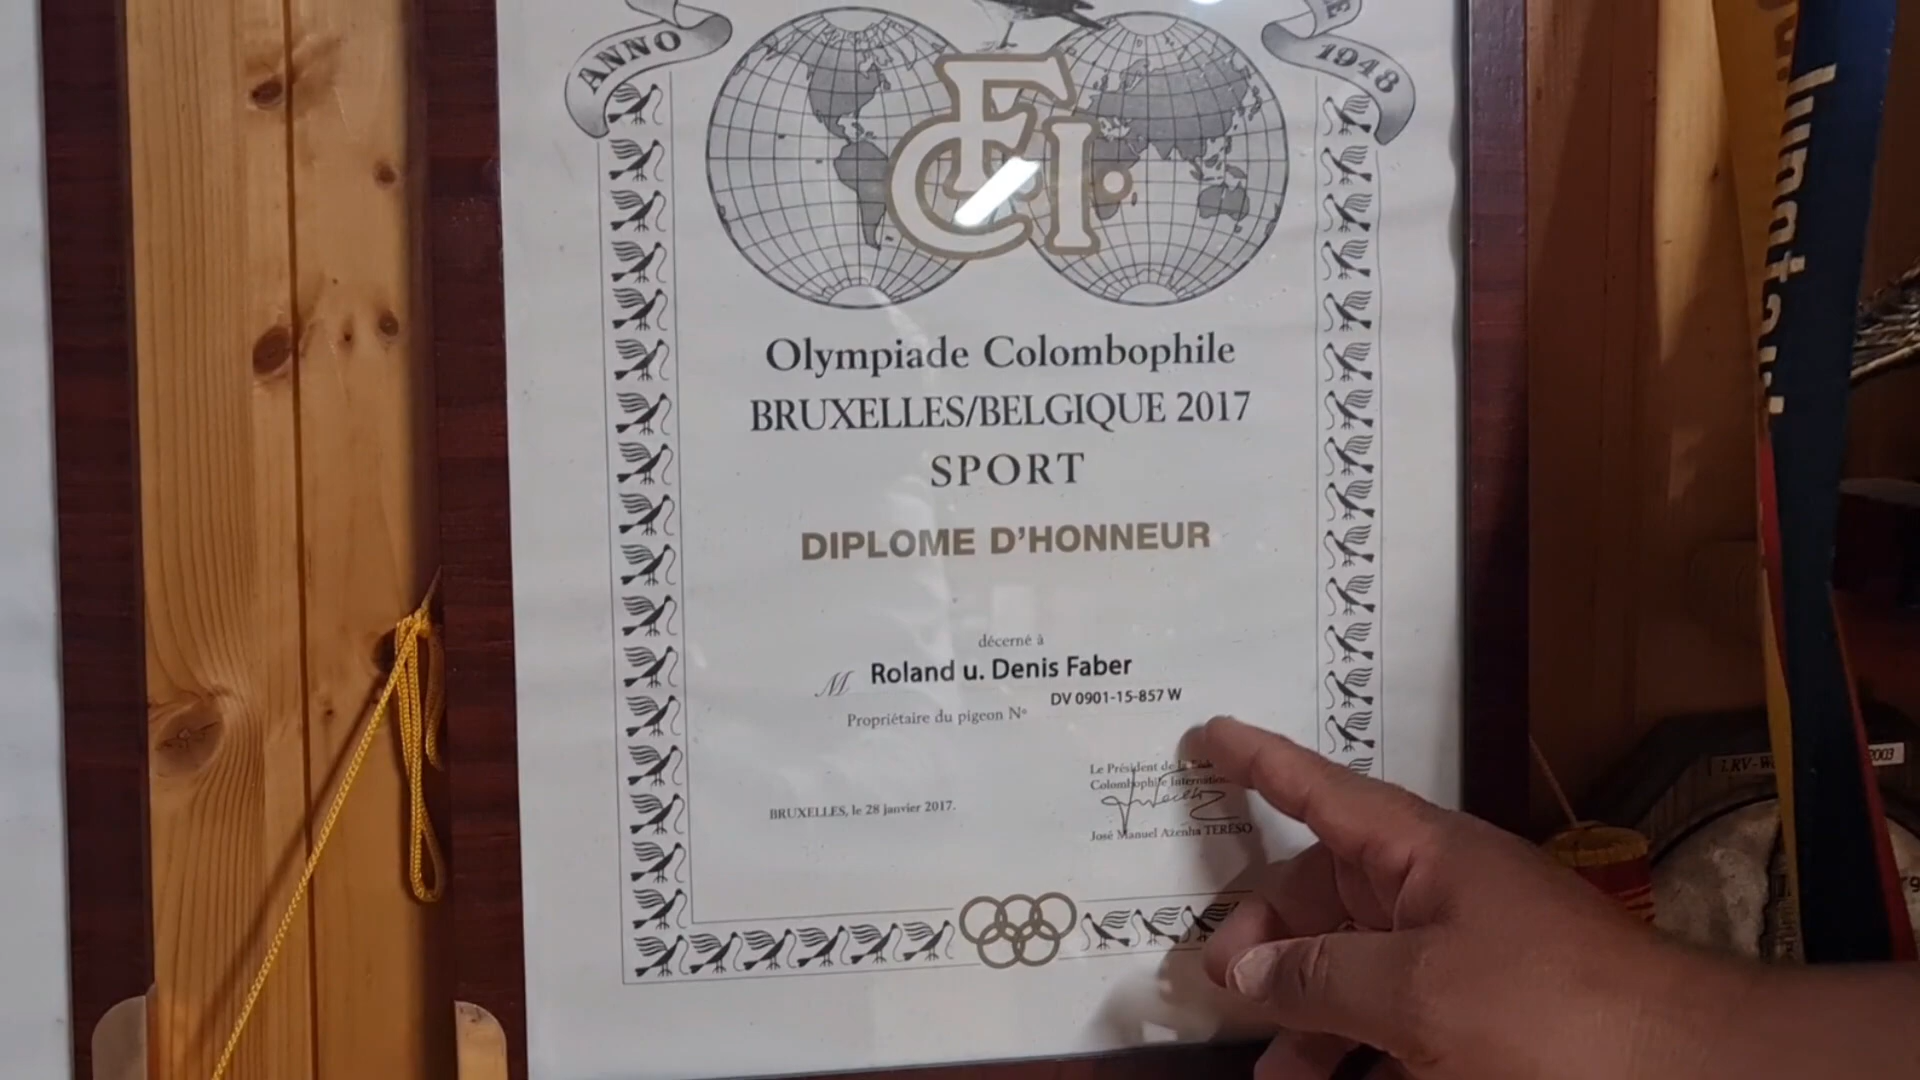 ANNO
1948
FCI
Olympiade Colombophile
BRUXELLES/BELGIQUE 2017
SPORT
DIPLOME D'HONNEUR
décerné à
M Roland u. Denis Faber
Propriétaire du pigeon N° DV 0901-15-857 W
Le Président de la
Colombophile
BRUXELLES, le 28 janvier 2017.
José Manuel Azenha TERESO
2003